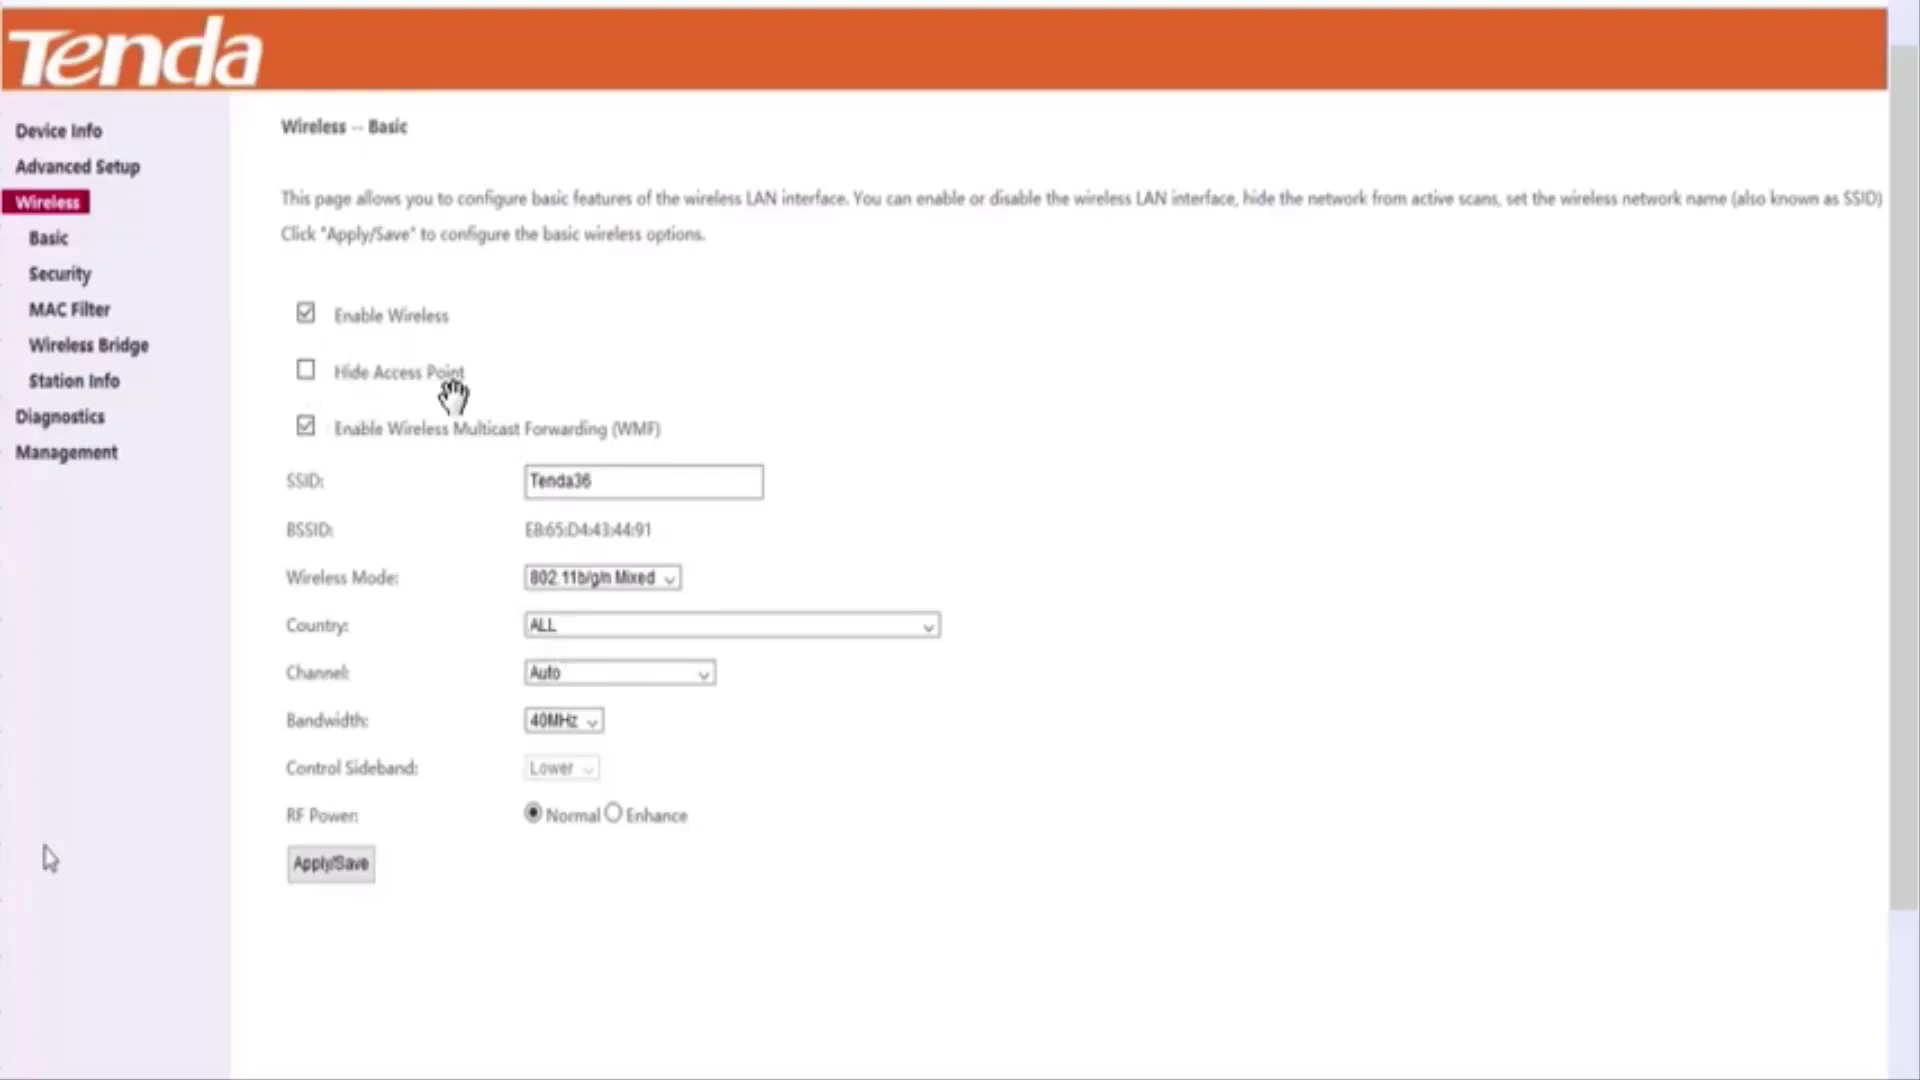 Tenda
Device Info
Advanced Setup
Wireless
Basic
Security
MAC Filter
Wireless Bridge
Station Info
Diagnostics
Management
Wireless -- Basic
This page allows you to configure basic features of the wireless LAN interface. You can enable or disable the wireless LAN interface, hide the network from active scans, set the wireless network name (also known as SSID)
Click "Apply/Save" to configure the basic wireless options.
Enable Wireless
Hide Access Point
Enable Wireless Multicast Forwarding (WMF)
SSID: Tenda36
BSSID: E8:65:D4:43:44:91
Wireless Mode: 802.11b/g/n Mixed
Country: ALL
Channel: Auto
Bandwidth: 40MHz
Control Sideband: Lower
RF Power: Normal Enhance
Apply/Save